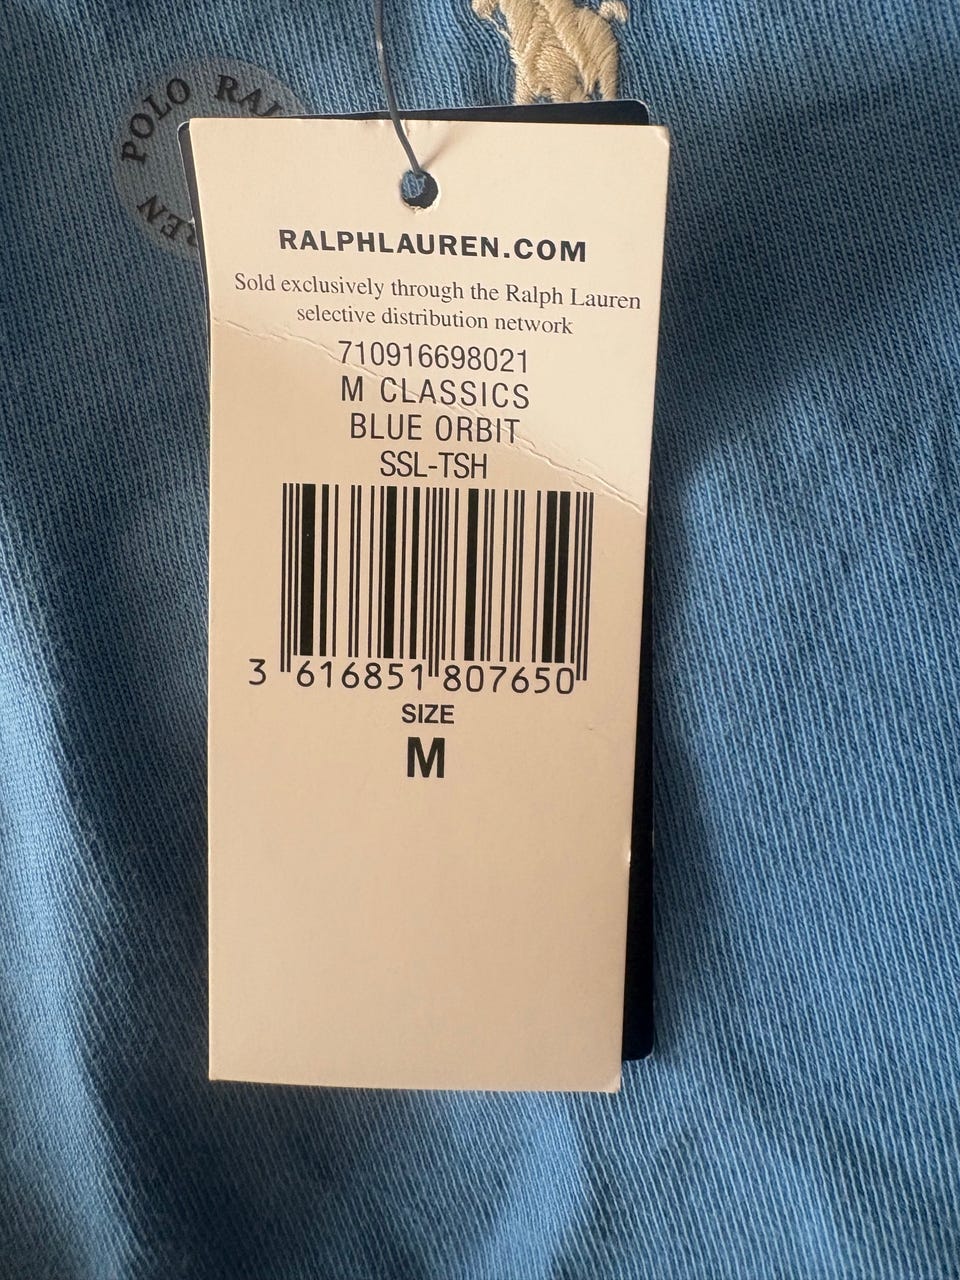 POLO RAL
REN
RALPHLAUREN.COM
Sold exclusively through the Ralph Lauren
selective distribution network
710916698021
M CLASSICS
BLUE ORBIT
SSL-TSH
3 616851 807650
SIZE
M